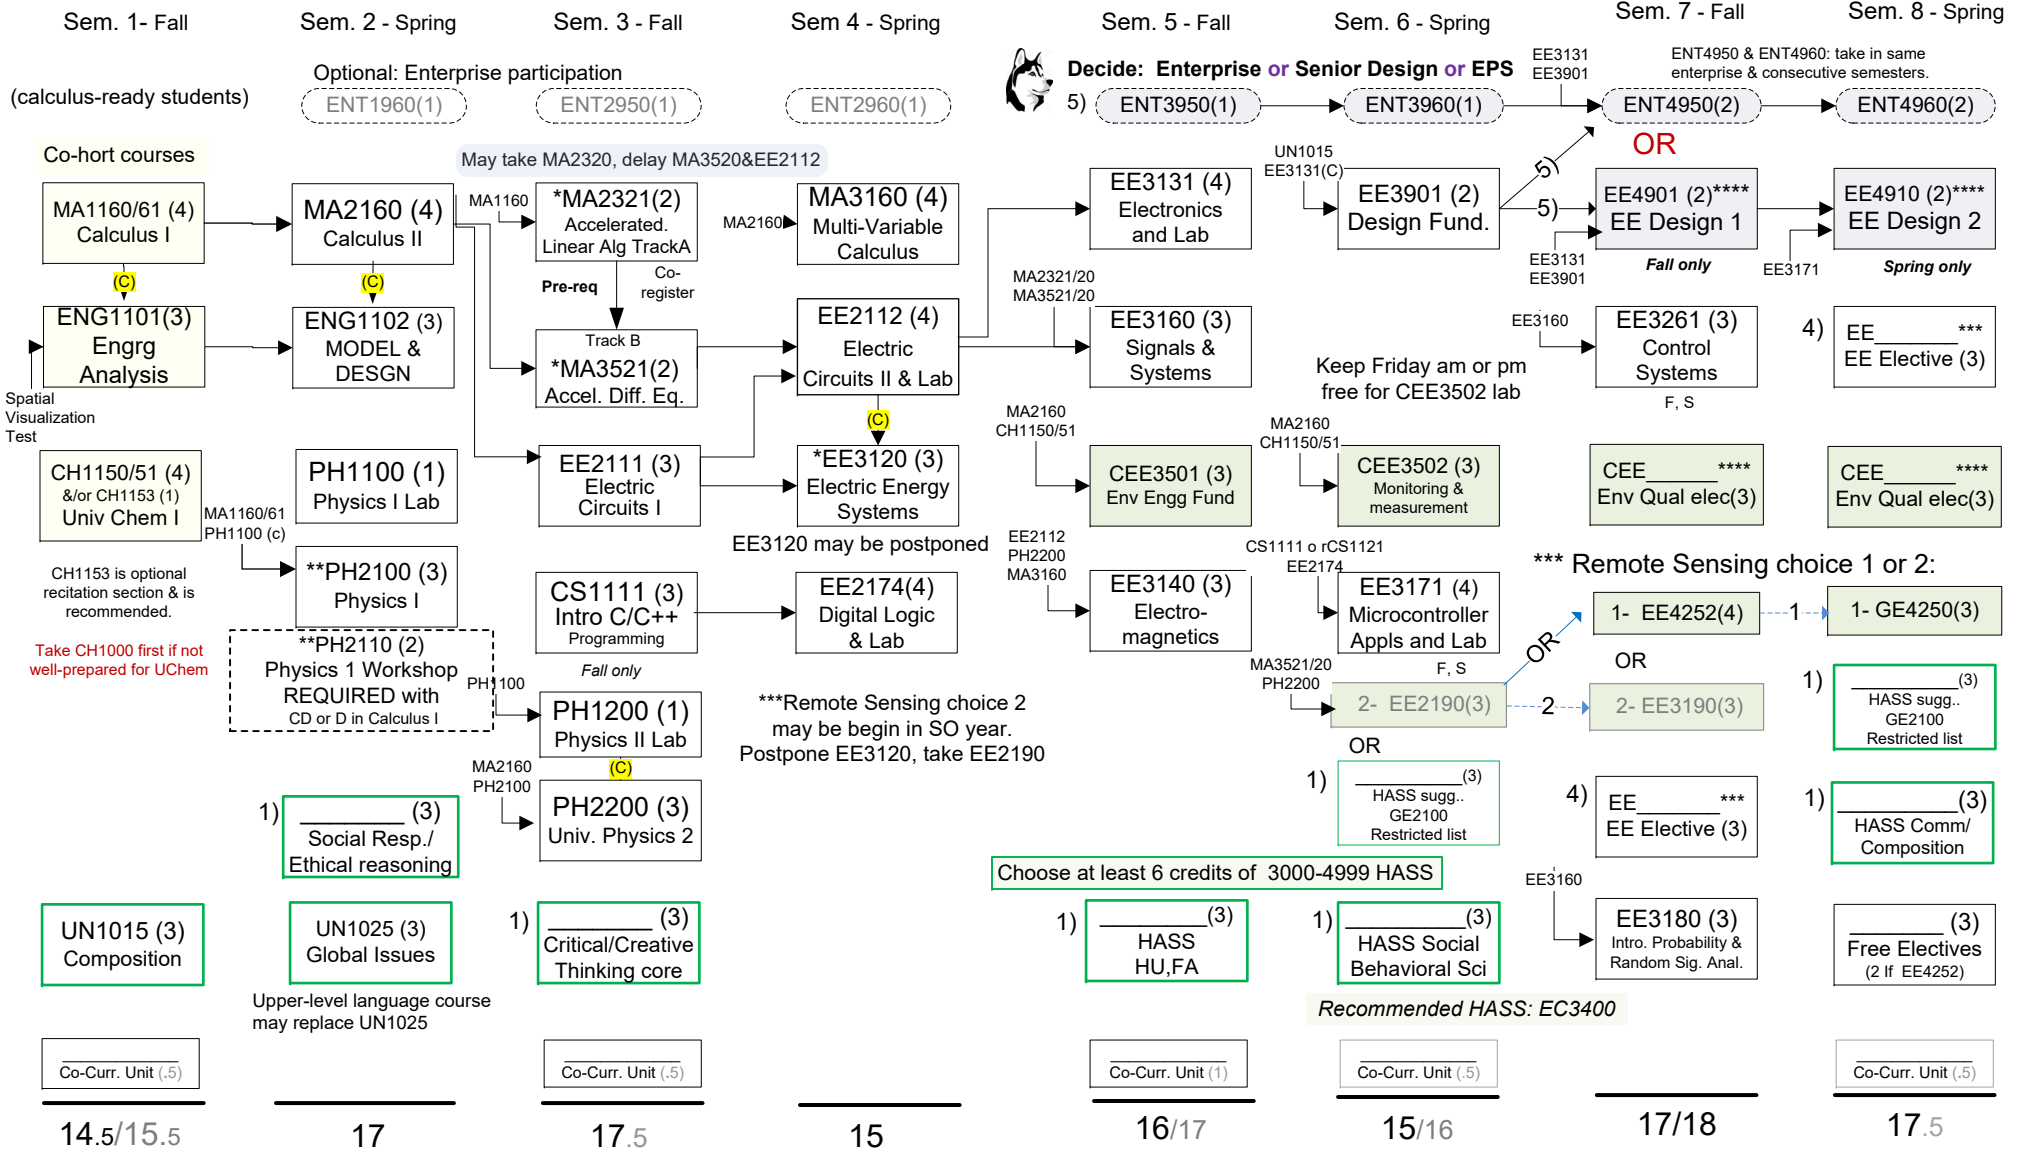 Sem. 1- Fall
Sem. 2 - Spring
Sem. 3 - Fall
Sem 4 - Spring
Sem. 5 - Fall
Sem. 6 - Spring
Sem. 7 - Fall
Sem. 8 - Spring
(calculus-ready students)
Optional: Enterprise participation
ENT1960(1)
ENT2950(1)
ENT2960(1)
Decide: Enterprise or Senior Design or EPS
5)
ENT3950(1)
ENT3960(1)
EE3131
EE3901
ENT4950 & ENT4960: take in same
enterprise & consecutive semesters.
ENT4950(2)
ENT4960(2)
OR
Co-hort courses
May take MA2320, delay MA3520&EE2112
MA1160/61 (4)
Calculus I
(C)
ENG1101(3)
Engrg
Analysis
Spatial
Visualization
Test
CH1150/51 (4)
&/or CH1153 (1)
Univ Chem I
CH1153 is optional
recitation section & is
recommended.
Take CH1000 first if not
well-prepared for UChem
UN1015 (3)
Composition
Co-Curr. Unit (.5)
14.5/15.5
MA2160 (4)
Calculus II
(C)
ENG1102 (3)
MODEL &
DESGN
PH1100 (1)
Physics I Lab
MA1160/61
PH1100 (c)
**PH2100 (3)
Physics I
**PH2110 (2)
Physics 1 Workshop
REQUIRED with
CD or D in Calculus I
1)
(3)
Social Resp./
Ethical reasoning
UN1025 (3)
Global Issues
Upper-level language course
may replace UN1025
17
MA1160
*MA2321(2)
Accelerated.
Linear Alg TrackA
Pre-req
Co-
register
Track B
*MA3521(2)
Accel. Diff. Eq.
EE2111 (3)
Electric
Circuits I
CS1111 (3)
Intro C/C++
Programming
Fall only
PH1100
PH1200 (1)
Physics II Lab
(C)
MA2160
PH2100
PH2200 (3)
Univ. Physics 2
1)
(3)
Critical/Creative
Thinking core
Co-Curr. Unit (.5)
17.5
MA2160
MA3160 (4)
Multi-Variable
Calculus
EE2112 (4)
Electric
Circuits II & Lab
(C)
*EE3120 (3)
Electric Energy
Systems
EE3120 may be postponed
EE2174(4)
Digital Logic
& Lab
***Remote Sensing choice 2
may be begin in SO year.
Postpone EE3120, take EE2190
15
EE3131 (4)
Electronics
and Lab
MA2321/20
MA3521/20
EE3160 (3)
Signals &
Systems
MA2160
CH1150/51
CEE3501 (3)
Env Engg Fund
EE2112
PH2200
MA3160
EE3140 (3)
Electro-
magnetics
Choose at least 6 credits of 3000-4999 HASS
1)
(3)
HASS
HU,FA
Co-Curr. Unit (1)
16/17
UN1015
EE3131(C)
EE3901 (2)
Design Fund.
5)
5)
Keep Friday am or pm
free for CEE3502 lab
MA2160
CH1150/51
CEE3502 (3)
Monitoring &
measurement
CS1111 o rCS1121
EE2174
EE3171 (4)
Microcontroller
Appls and Lab
F, S
MA3521/20
PH2200
2- EE2190(3)
OR
2
OR
1)
(3)
HASS sugg..
GE2100
Restricted list
1)
(3)
HASS Social
Behavioral Sci
Recommended HASS: EC3400
Co-Curr. Unit (.5)
15/16
EE4901 (2)****
EE Design 1
EE3131
EE3901
Fall only
EE3160
EE3261 (3)
Control
Systems
F, S
CEE ****
Env Qual elec(3)
*** Remote Sensing choice 1 or 2:
1- EE4252(4)
1
OR
2- EE3190(3)
4)
EE ***
EE Elective (3)
EE3160
EE3180 (3)
Intro. Probability &
Random Sig. Anal.
17/18
EE4910 (2)****
EE Design 2
EE3171
Spring only
4)
EE ***
EE Elective (3)
CEE ****
Env Qual elec(3)
1- GE4250(3)
1)
(3)
HASS sugg..
GE2100
Restricted list
1)
(3)
HASS Comm/
Composition
(3)
Free Electives
(2 If EE4252)
Co-Curr. Unit (.5)
17.5